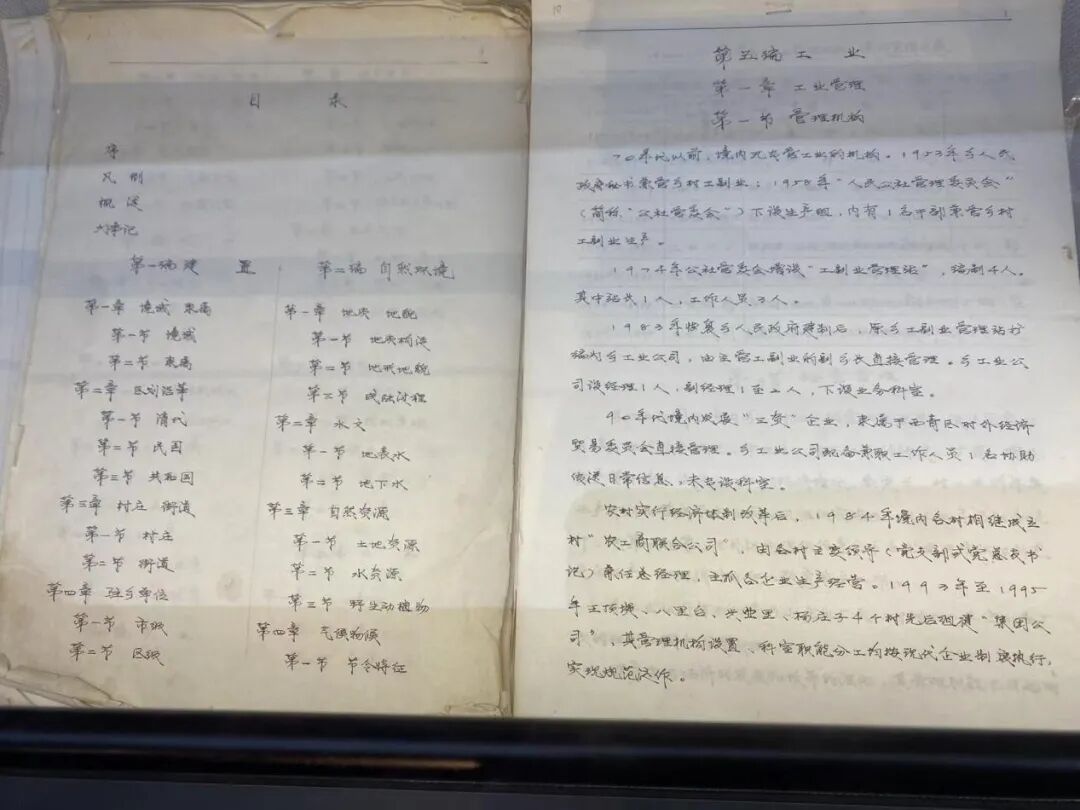 目 录
序
凡 例
概 述
大事记
第一编 建 置
第一章 境域 隶属
第一节 境域
第二节 隶属
第二章 区划沿革
第一节 清代
第二节 民国
第三节 共和国
第三章 村庄 街道
第一节 村庄
第二节 街道
第四章 驻乡单位
第一节 市级
第二节 区级
第二编 自然环境
第一章 地质 地貌
第一节 地质构造
第二节 地形地貌
第三节 成陆过程
第二章 水文
第一节 地表水
第二节 地下水
第三章 自然资源
第一节 土地资源
第二节 水资源
第三节 野生动植物
第四章 气候物候
第一节 节令特征
第五编 工 业
第一章 工业管理
第一节 管理机构
70年代以前,境内无专管工业的机构。1953年乡人民
政府秘书兼管乡村工副业;1958年"人民公社管理委员会"
(简称"公社管委会")下设生产组,内有1名干部兼管乡村
工副业生产。
1974年公社管委会增设"工副业管理站",编制4人。
其中站长1人,工作人员3人。
1983年恢复乡人民政府建制后,原乡工副业管理站扩
编为乡工业公司,由主管工副业的副乡长直接管理。乡工业公
司设经理1人,副经理1至2人,下设业务科室。
90年代境内发展"三资"企业,隶属于西青区对外经济
贸易委员会直接管理。乡工业公司配备兼职工作人员1名协助
传递日常信息,未专设科室。
农村实行经济体制改革后,1984年境内各村相继成立
村"农工商联合公司",由各村主要领导(党支部或党总支书
记)兼任总经理,主抓各企业生产经营。1993年至1995
年王顶堤、八里台、兴业里、杨庄子4个村先后组建"集团公
司",其管理机构设置、科室职能分工均按现代企业制度执行,
实现规范运作。